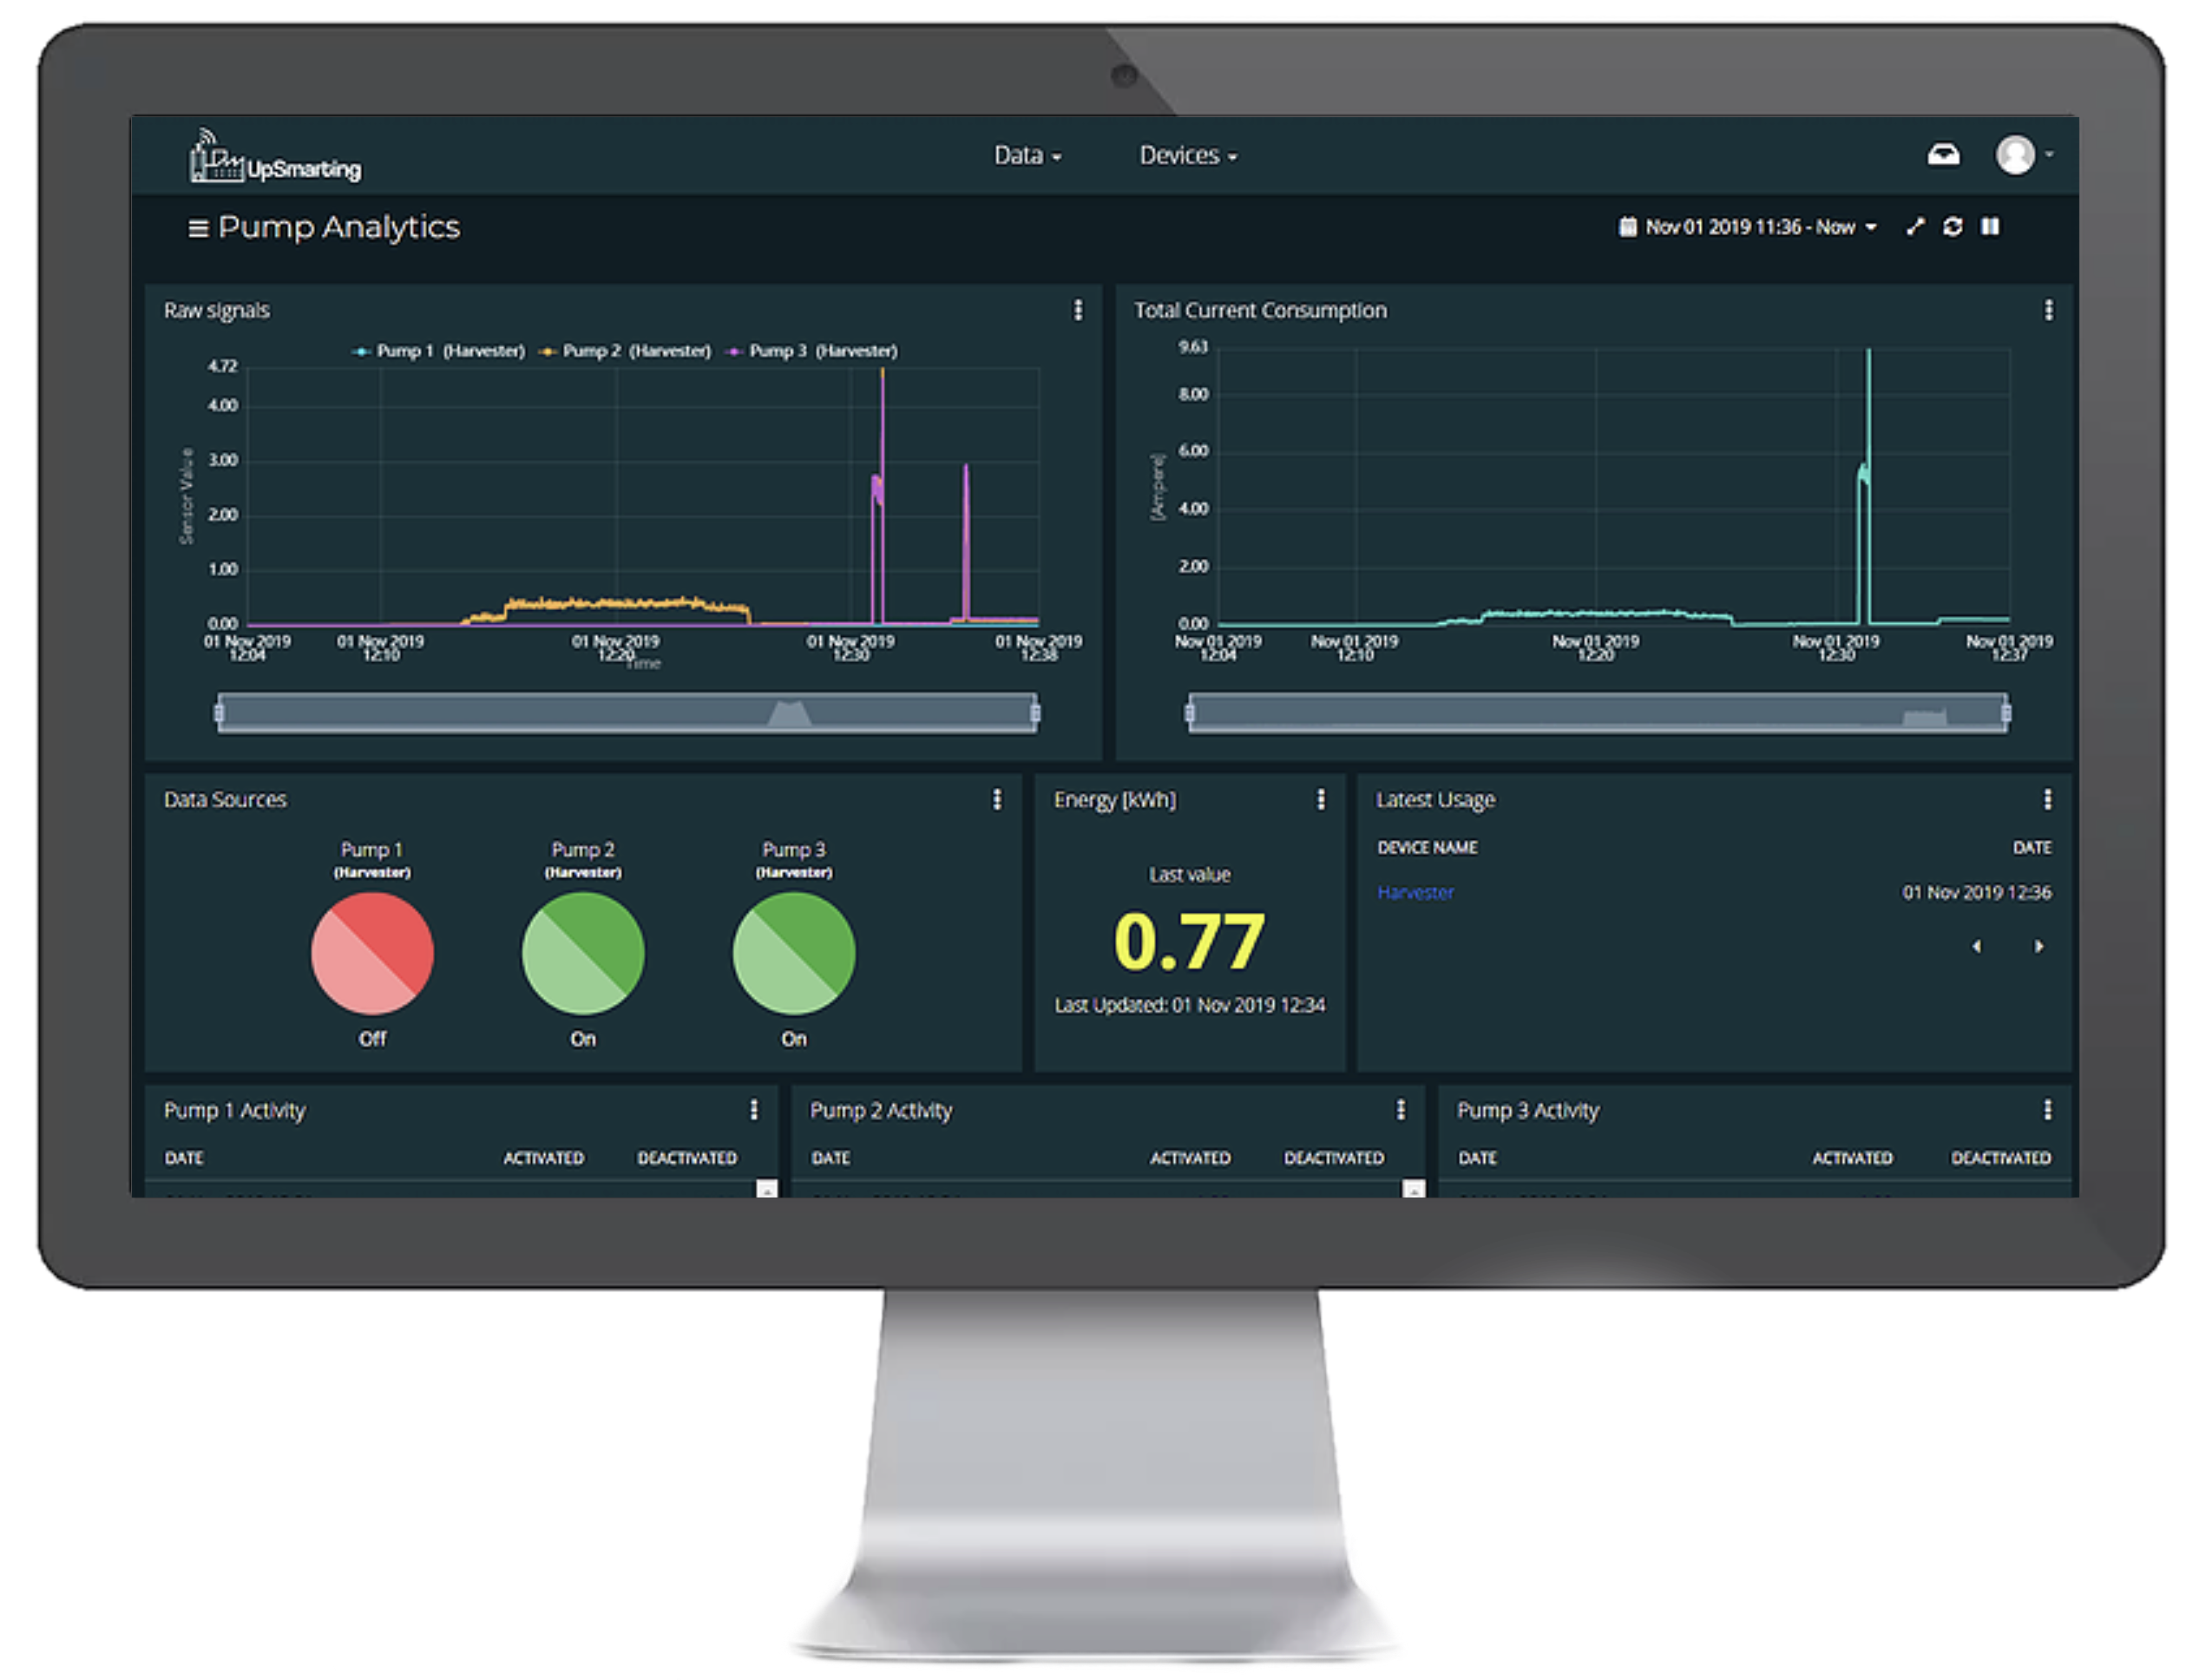 UpSmarting
Data
Devices
Pump Analytics
Nov 01 2019 11:36 - Now
Raw signals
Pump 1 (Harvester) Pump 2 (Harvester) Pump 3 (Harvester)
4.72
4.00
3.00
2.00
1.00
0.00
Sensor Value
01 Nov 2019 12:04
01 Nov 2019 12:10
01 Nov 2019 12:20
01 Nov 2019 12:30
01 Nov 2019 12:38
Time
Total Current Consumption
9.63
8.00
6.00
4.00
2.00
0.00
[Ampere]
Nov 01 2019 12:04
Nov 01 2019 12:10
Nov 01 2019 12:20
Nov 01 2019 12:30
Nov 01 2019 12:37
Data Sources
Pump 1
(Harvester)
Off
Pump 2
(Harvester)
On
Pump 3
(Harvester)
On
Energy [kWh]
Last value
0.77
Last Updated: 01 Nov 2019 12:34
Latest Usage
DEVICE NAME DATE
Harvester 01 Nov 2019 12:36
Pump 1 Activity
DATE ACTIVATED DEACTIVATED
Pump 2 Activity
DATE ACTIVATED DEACTIVATED
Pump 3 Activity
DATE ACTIVATED DEACTIVATED